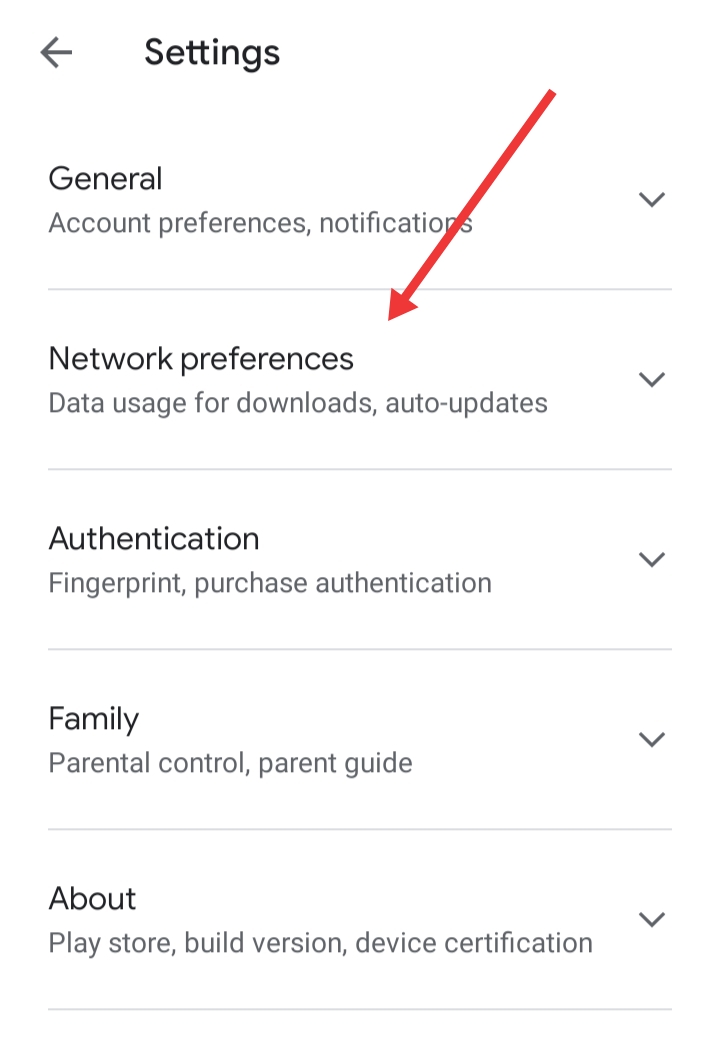 Settings
General
Account preferences, notifications
Network preferences
Data usage for downloads, auto-updates
Authentication
Fingerprint, purchase authentication
Family
Parental control, parent guide
About
Play store, build version, device certification